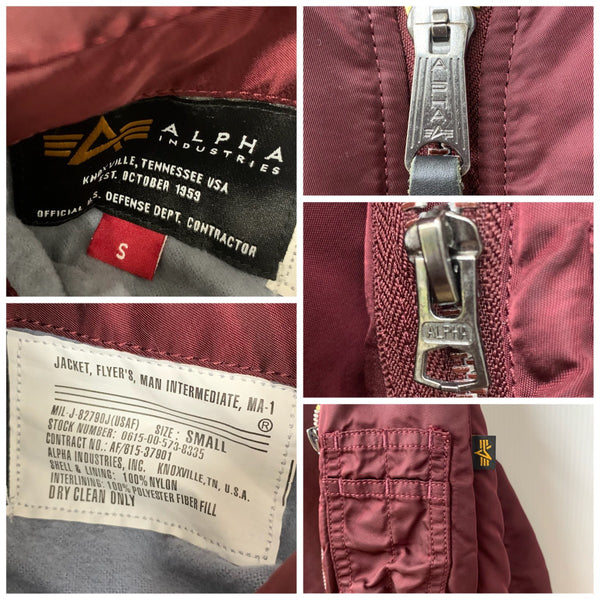 ALPHA
INDUSTRIES
KNOXVILLE, TENNESSEE USA
EST. OCTOBER 1959
OFFICIAL U.S. DEFENSE DEPT. CONTRACTOR
S
ALPHA
ALPHA
JACKET, FLYER'S, MAN INTERMEDIATE, MA-1
®
MIL-J-8279DJ(USAF) SIZE: SMALL
STOCK NUMBER: 0615-00-573-8335
CONTRACT NO.: AF/615-37901
ALPHA INDUSTRIES, INC. KNOXVILLE, TN, U.S.A.
SHELL & LINING: 100% NYLON
INTERLINING: 100% POLYESTER FIBER FILL
DRY CLEAN ONLY